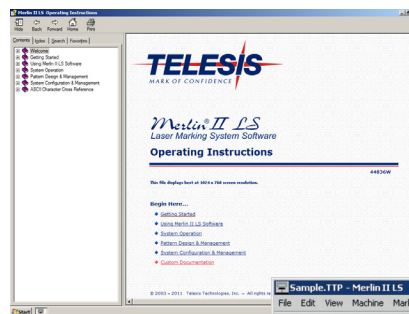 Merlin II LS Operating Instructions
Hide Back Forward Home Print
Contents Index Search Favorites
Welcome
Getting Started
Using Merlin II LS Software
System Operation
Pattern Design & Management
System Configuration & Management
ASCII Character Cross Reference
TELESIS
MARK OF CONFIDENCE
Merlin® II LS
Laser Marking System Software
Operating Instructions
44836W
This file displays best at 1024 x 768 screen resolution.
Begin Here...
Getting Started
Using Merlin II LS Software
System Operation
Pattern Design & Management
System Configuration & Management
Custom Documentation
© 2003 - 2011 Telesis Technologies, Inc. - All rights re
Sample.TTP - Merlin II LS
File Edit View Machine Mark
Start